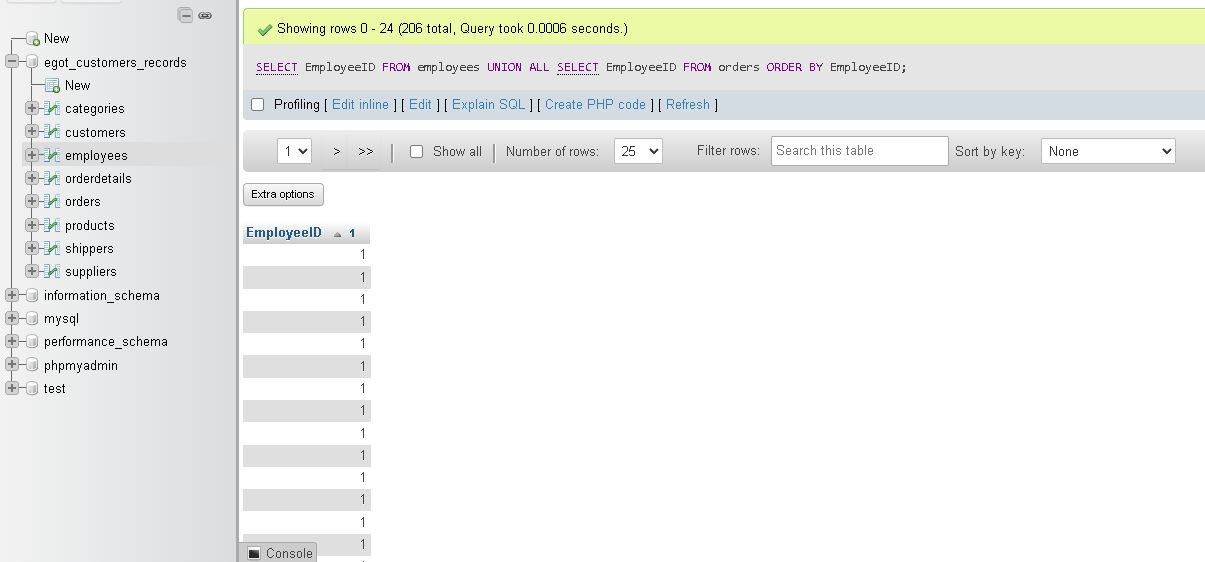 New
egot_customers_records
New
categories
customers
employees
orderdetails
orders
products
shippers
suppliers
information_schema
mysql
performance_schema
phpmyadmin
test
Showing rows 0 - 24 (206 total, Query took 0.0006 seconds.)
SELECT EmployeeID FROM employees UNION ALL SELECT EmployeeID FROM orders ORDER BY EmployeeID;
Profiling [ Edit inline ] [ Edit ] [ Explain SQL ] [ Create PHP code ] [ Refresh ]
1 > >> | Show all | Number of rows: 25 Filter rows: Search this table Sort by key: None
Extra options
EmployeeID 1
1
1
1
1
1
1
1
1
1
1
1
1
1
1
Console